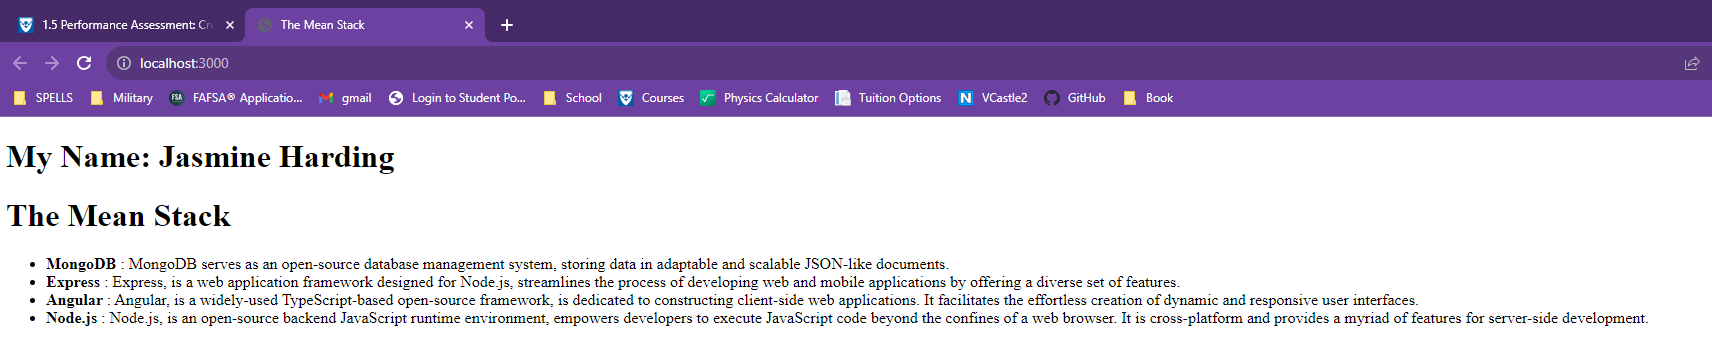 1.5 Performance Assessment: Cr
The Mean Stack
localhost:3000
SPELLS Military FAFSA® Applicatio... gmail Login to Student Po... School Courses Physics Calculator Tuition Options VCastle2 GitHub Book
My Name: Jasmine Harding
The Mean Stack
MongoDB : MongoDB serves as an open-source database management system, storing data in adaptable and scalable JSON-like documents.
Express : Express, is a web application framework designed for Node.js, streamlines the process of developing web and mobile applications by offering a diverse set of features.
Angular : Angular, is a widely-used TypeScript-based open-source framework, is dedicated to constructing client-side web applications. It facilitates the effortless creation of dynamic and responsive user interfaces.
Node.js : Node.js, is an open-source backend JavaScript runtime environment, empowers developers to execute JavaScript code beyond the confines of a web browser. It is cross-platform and provides a myriad of features for server-side development.